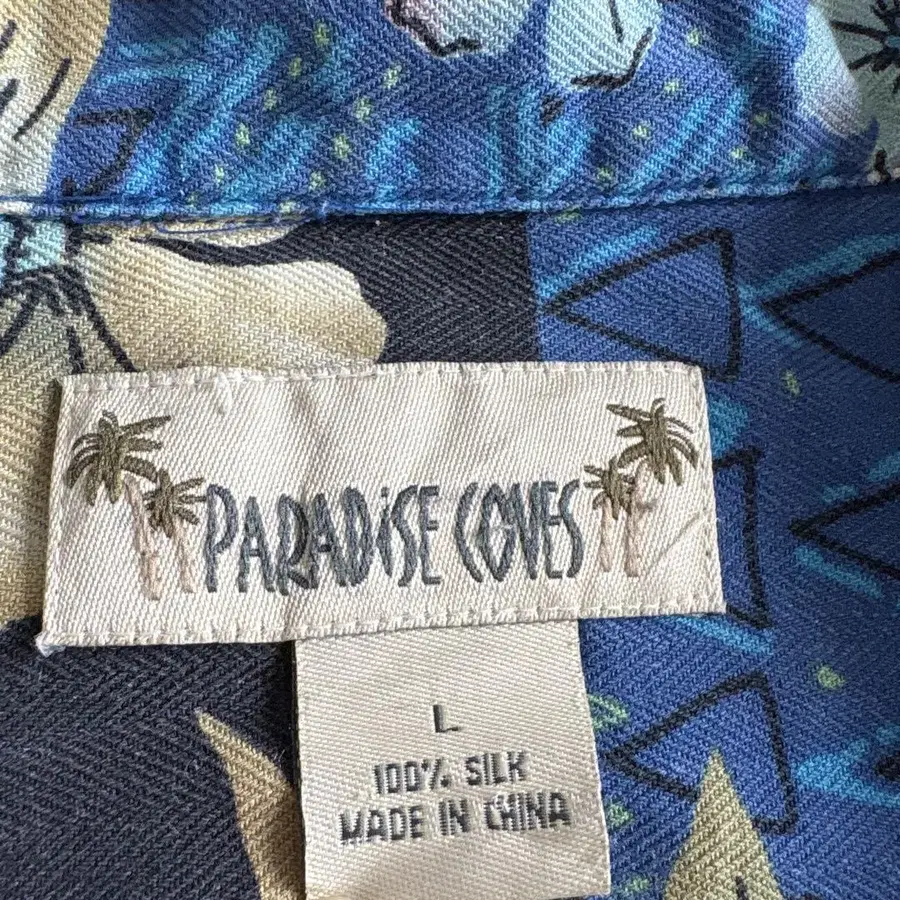 PARADiSE COVES
L
100% SILK
MADE IN CHINA